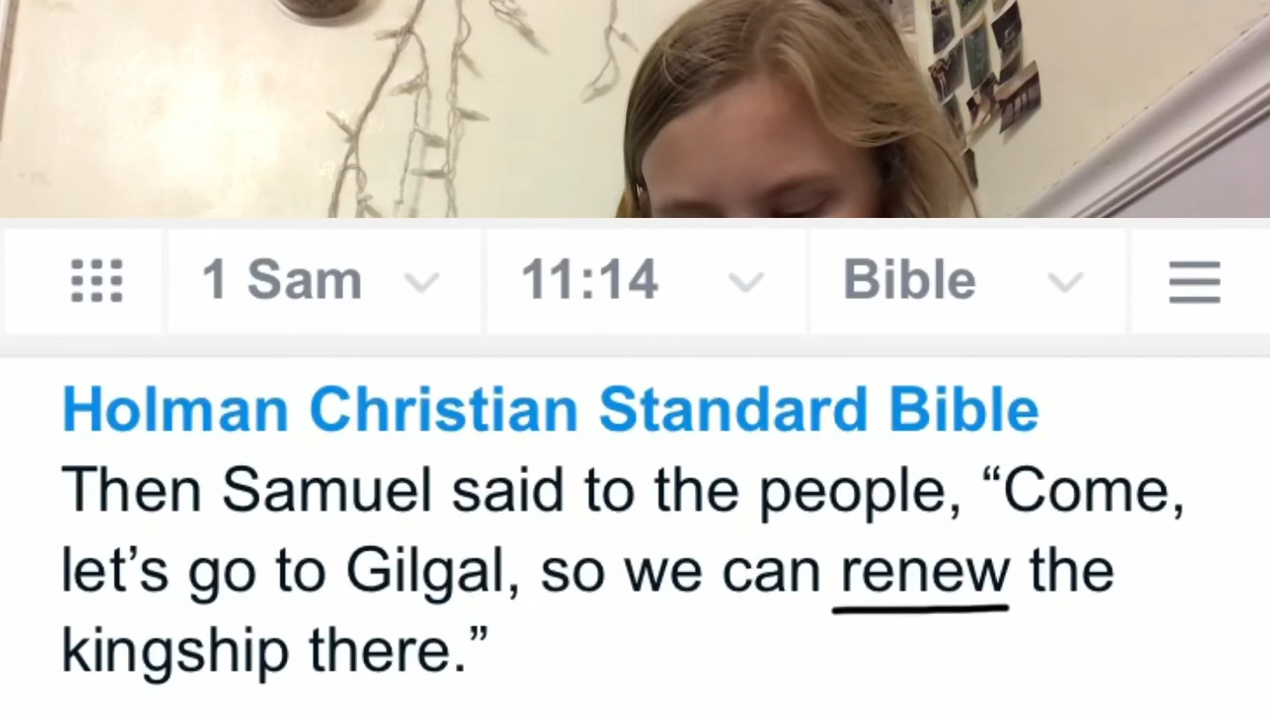 1 Sam 11:14 Bible
Holman Christian Standard Bible
Then Samuel said to the people, “Come,
let’s go to Gilgal, so we can renew the
kingship there.”